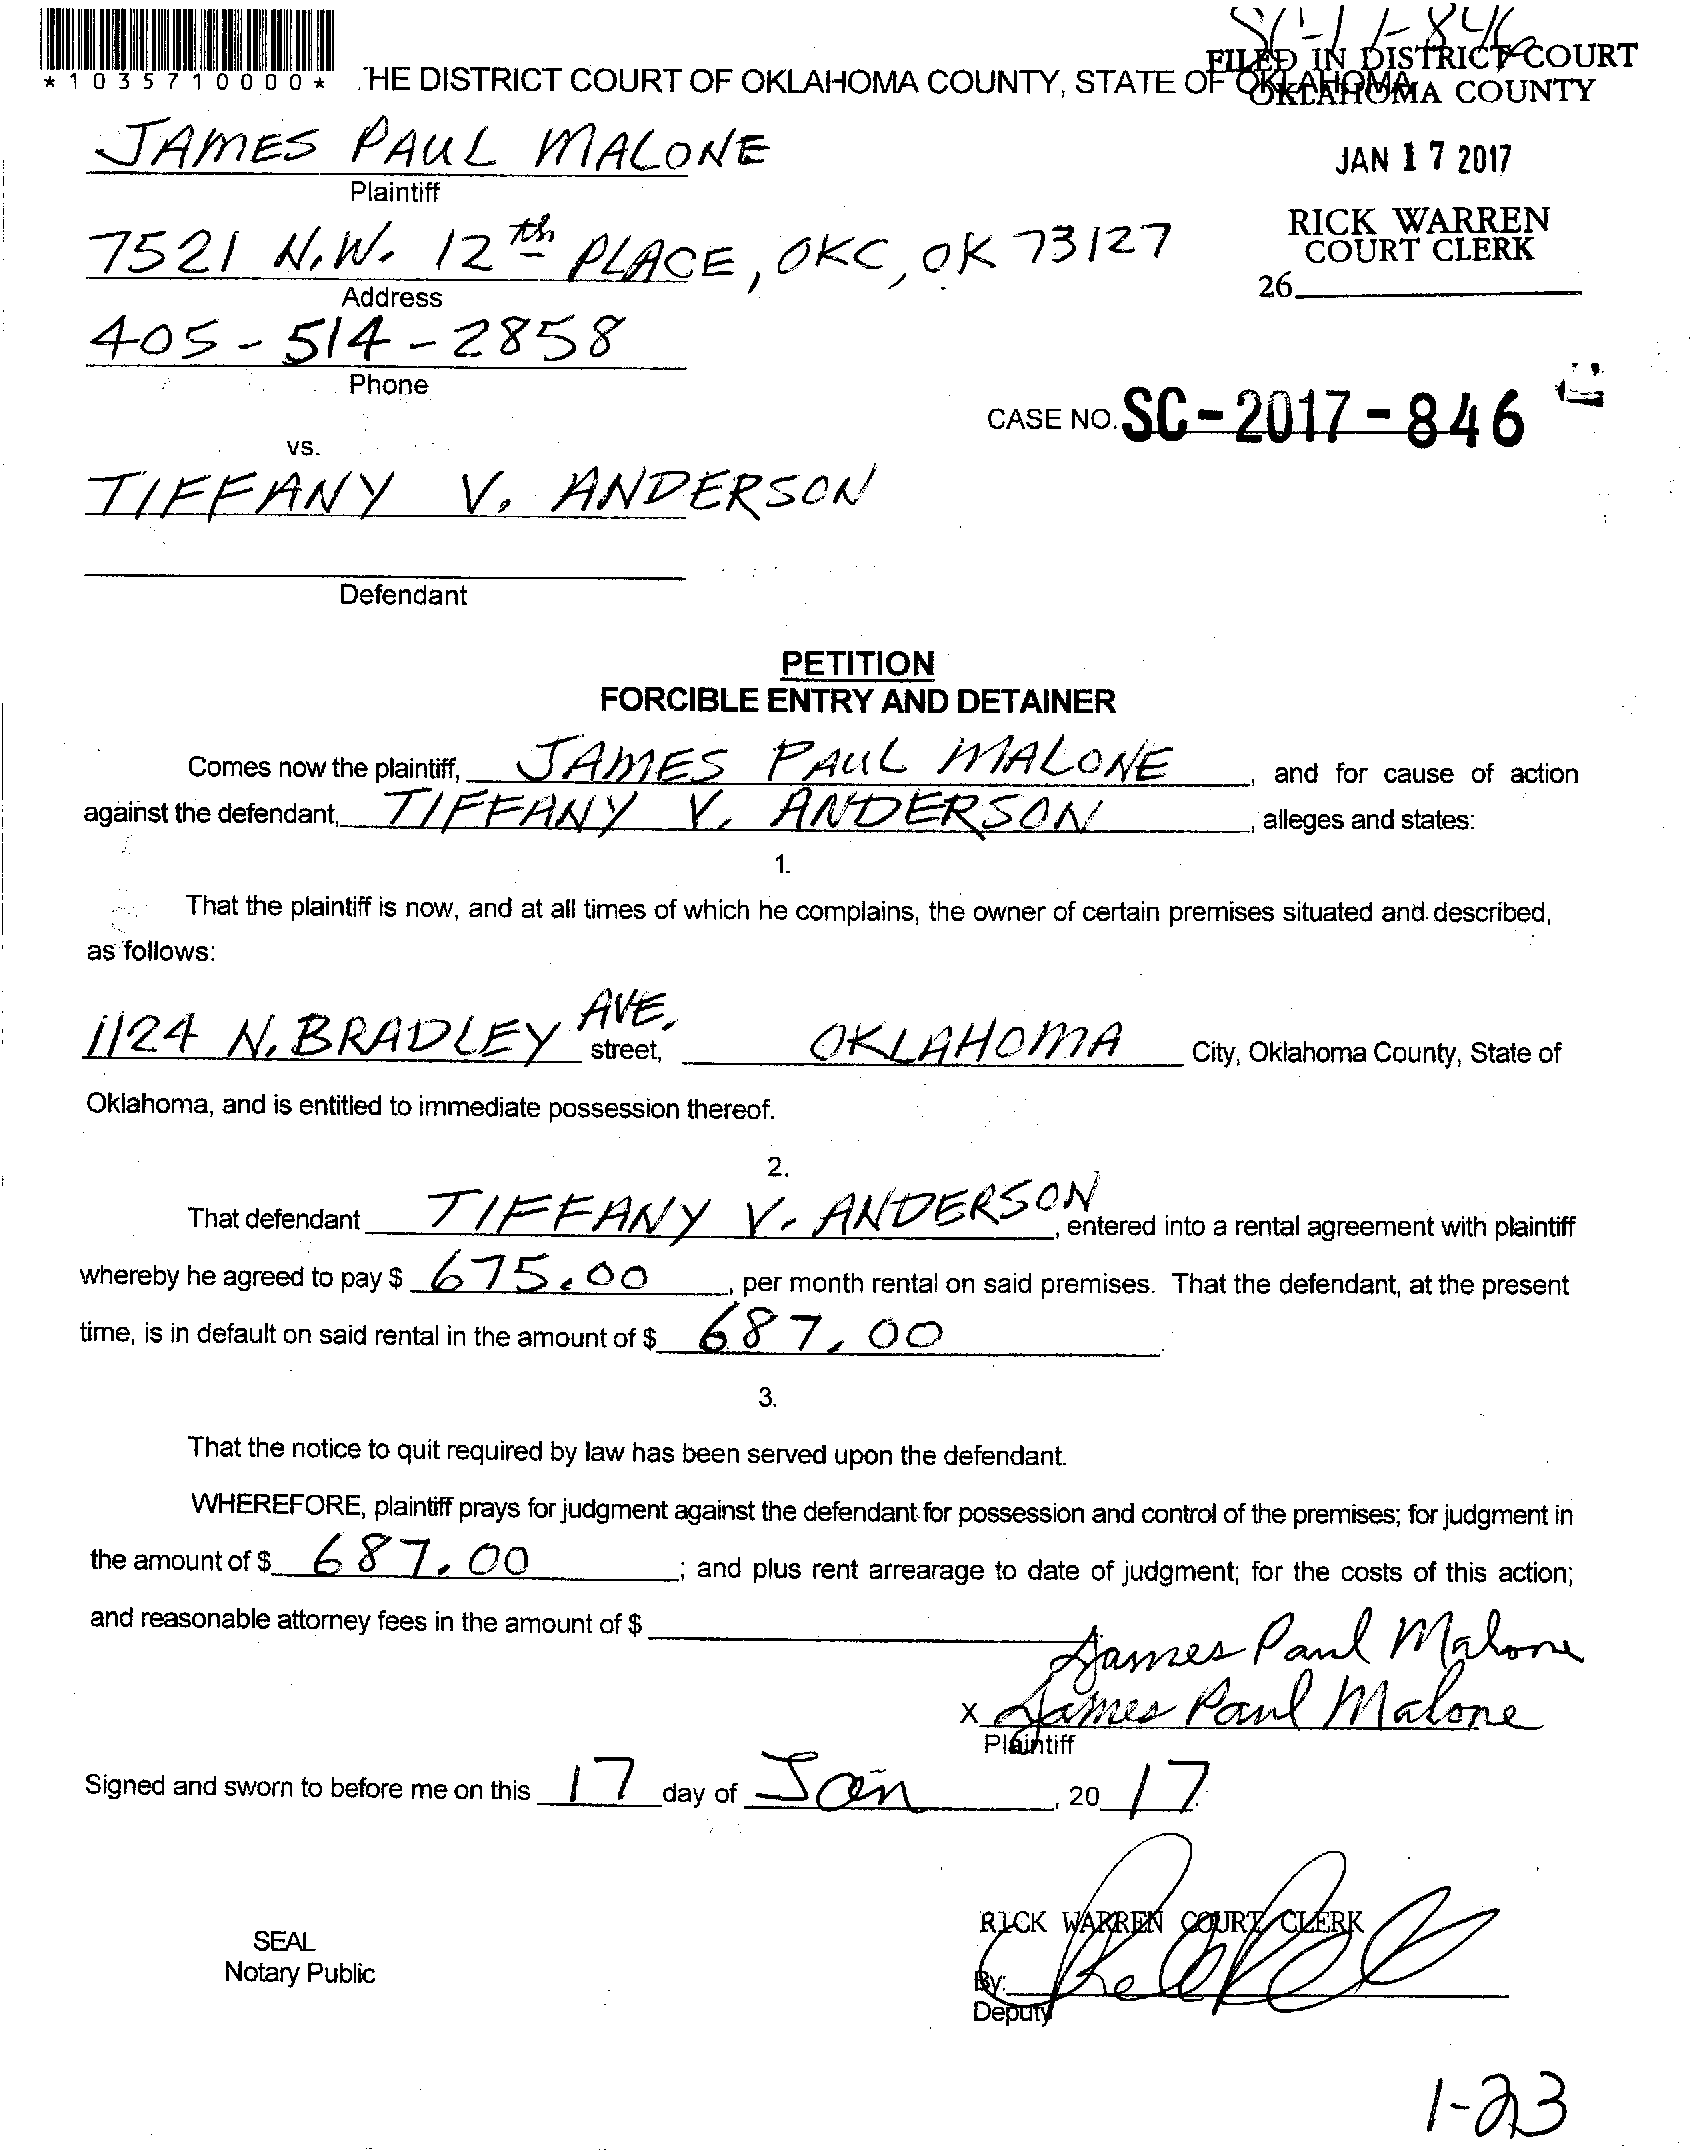 *1035710000*
HE DISTRICT COURT OF OKLAHOMA COUNTY, STATE OF OKLAHOMA
FILED IN DISTRICT COURT
OKLAHOMA COUNTY
JAN 17 2017
RICK WARREN
COURT CLERK
26
JAMES PAUL MALONE
Plaintiff
7521 N.W. 12th PLACE, OKC, OK 73127
Address
405-514-2858
Phone
CASE NO. SC-2017-846
vs.
TIFFANY V. ANDERSON
Defendant
PETITION
FORCIBLE ENTRY AND DETAINER
Comes now the plaintiff, JAMES PAUL MALONE, and for cause of action
against the defendant, TIFFANY V. ANDERSON, alleges and states:
1.
That the plaintiff is now, and at all times of which he complains, the owner of certain premises situated and described,
as follows:
1124 N. BRADLEY AVE. street, OKLAHOMA City, Oklahoma County, State of
Oklahoma, and is entitled to immediate possession thereof.
2.
That defendant TIFFANY V. ANDERSON, entered into a rental agreement with plaintiff
whereby he agreed to pay $ 675.00, per month rental on said premises. That the defendant, at the present
time, is in default on said rental in the amount of $ 687.00.
3.
That the notice to quit required by law has been served upon the defendant.
WHEREFORE, plaintiff prays for judgment against the defendant for possession and control of the premises; for judgment in
the amount of $ 687.00; and plus rent arrearage to date of judgment; for the costs of this action;
and reasonable attorney fees in the amount of $
James Paul Malone
x James Paul Malone
Plaintiff
Signed and sworn to before me on this 17 day of Jan, 20 17
RICK WARREN COURT CLERK
SEAL
Notary Public
By:
Deputy
1-23